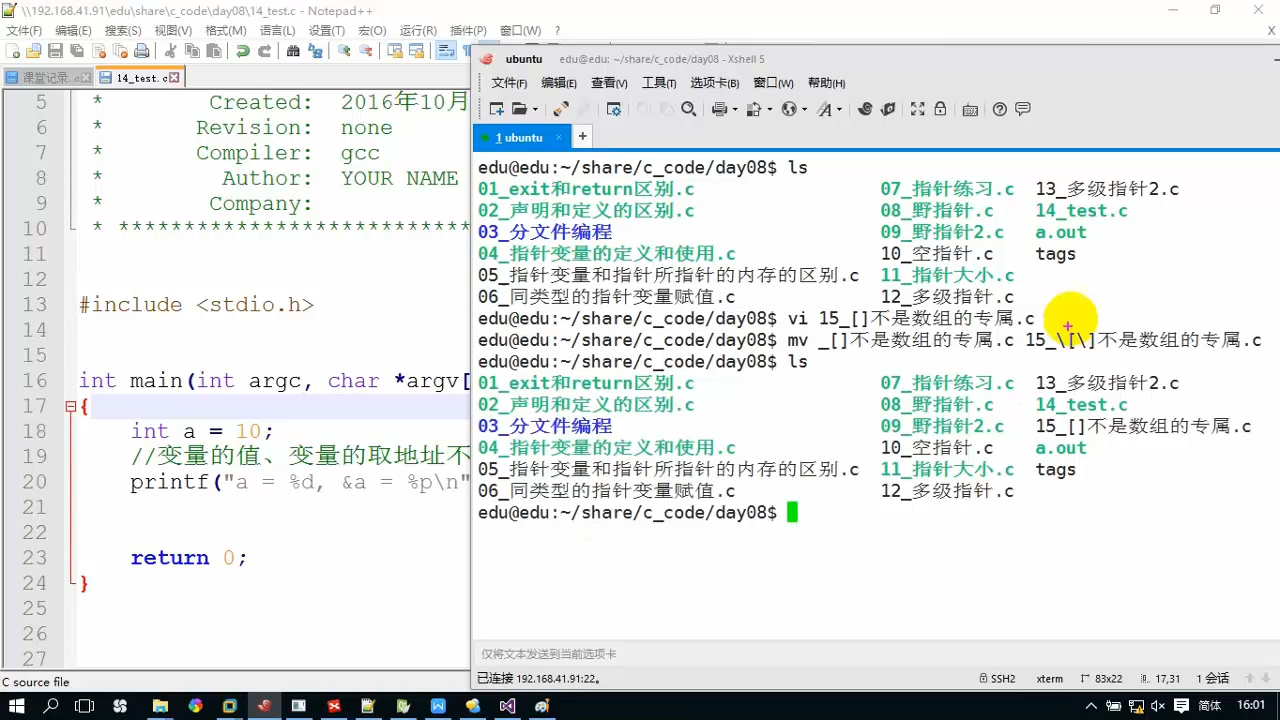 \\192.168.41.91\edu\share\c_code\day08\14_test.c - Notepad++
文件(F) 编辑(E) 搜索(S) 视图(V) 格式(M) 语言(L) 设置(T) 宏(O) 运行(R) 插件(P) 窗口(W) ? X
课堂记录.c 14_test.c
5 * Created: 2016年10月
6 * Revision: none
7 * Compiler: gcc
8 * Author: YOUR NAME
9 * Company:
10 * ***************************
11
12
13 #include <stdio.h>
14
15
16 int main(int argc, char *argv[
17 {
18 int a = 10;
19 //变量的值、变量的取地址不
20 printf("a = %d, &a = %p\n"
21
22
23 return 0;
24 }
25
26
27
C source file
ubuntu edu@edu: ~/share/c_code/day08 - Xshell 5
文件(F) 编辑(E) 查看(V) 工具(T) 选项卡(B) 窗口(W) 帮助(H)
1 ubuntu × +
edu@edu:~/share/c_code/day08$ ls
01_exit和return区别.c 07_指针练习.c 13_多级指针2.c
02_声明和定义的区别.c 08_野指针.c 14_test.c
03_分文件编程 09_野指针2.c a.out
04_指针变量的定义和使用.c 10_空指针.c tags
05_指针变量和指针所指针的内存的区别.c 11_指针大小.c
06_同类型的指针变量赋值.c 12_多级指针.c
edu@edu:~/share/c_code/day08$ vi 15_[]不是数组的专属.c
edu@edu:~/share/c_code/day08$ mv _[]不是数组的专属.c 15_\[\]不是数组的专属.c
edu@edu:~/share/c_code/day08$ ls
01_exit和return区别.c 07_指针练习.c 13_多级指针2.c
02_声明和定义的区别.c 08_野指针.c 14_test.c
03_分文件编程 09_野指针2.c 15_[]不是数组的专属.c
04_指针变量的定义和使用.c 10_空指针.c a.out
05_指针变量和指针所指针的内存的区别.c 11_指针大小.c tags
06_同类型的指针变量赋值.c 12_多级指针.c
edu@edu:~/share/c_code/day08$
仅将文本发送到当前选项卡
已连接 192.168.41.91:22。 SSH2 xterm 83x22 17,31 1 会话
简体 16:01